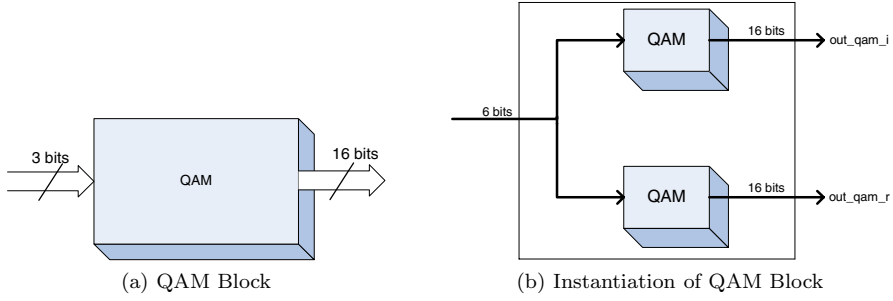 3 bits
QAM
16 bits
(a) QAM Block
6 bits
QAM
16 bits
out_qam_i
QAM
16 bits
out_qam_r
(b) Instantiation of QAM Block